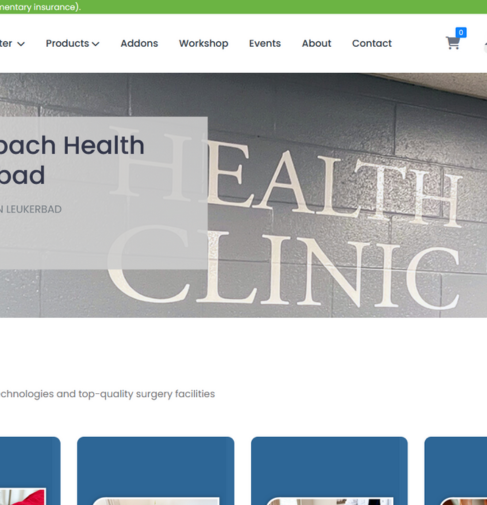 mentary insurance).
ter Products Addons Workshop Events About Contact 0
bach Health
bad
N LEUKERBAD
HEALTH
CLINIC
chnologies and top-quality surgery facilities